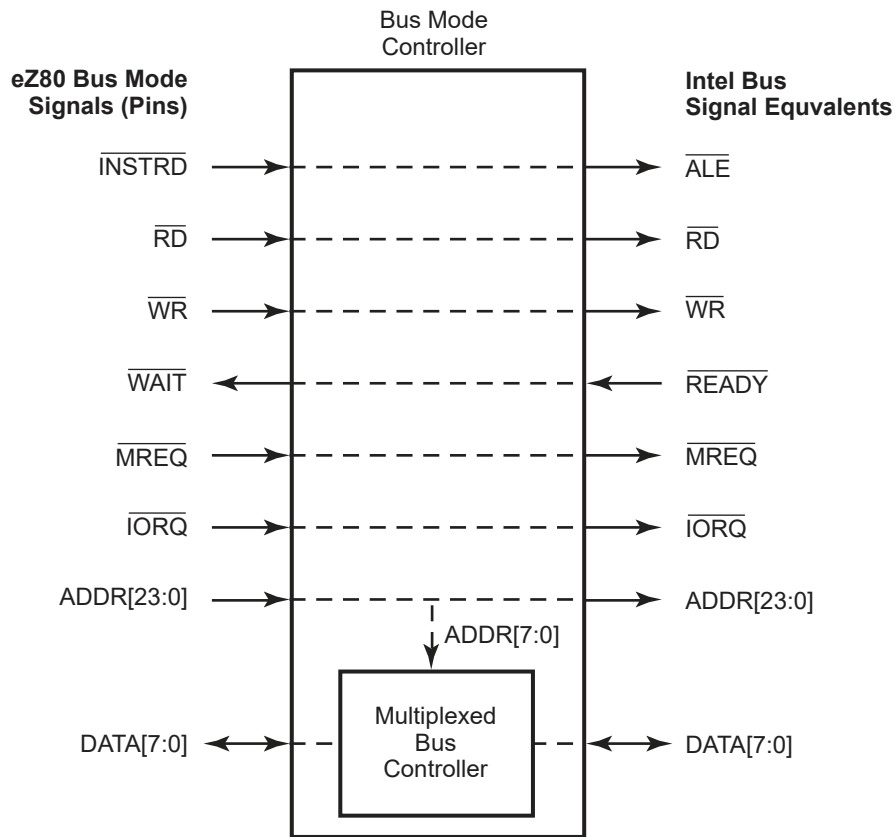 Bus Mode
Controller
eZ80 Bus Mode
Signals (Pins)
Intel Bus
Signal Equvalents
INSTRD
ALE
RD
RD
WR
WR
WAIT
READY
MREQ
MREQ
IORQ
IORQ
ADDR[23:0]
ADDR[23:0]
ADDR[7:0]
Multiplexed
Bus
Controller
DATA[7:0]
DATA[7:0]